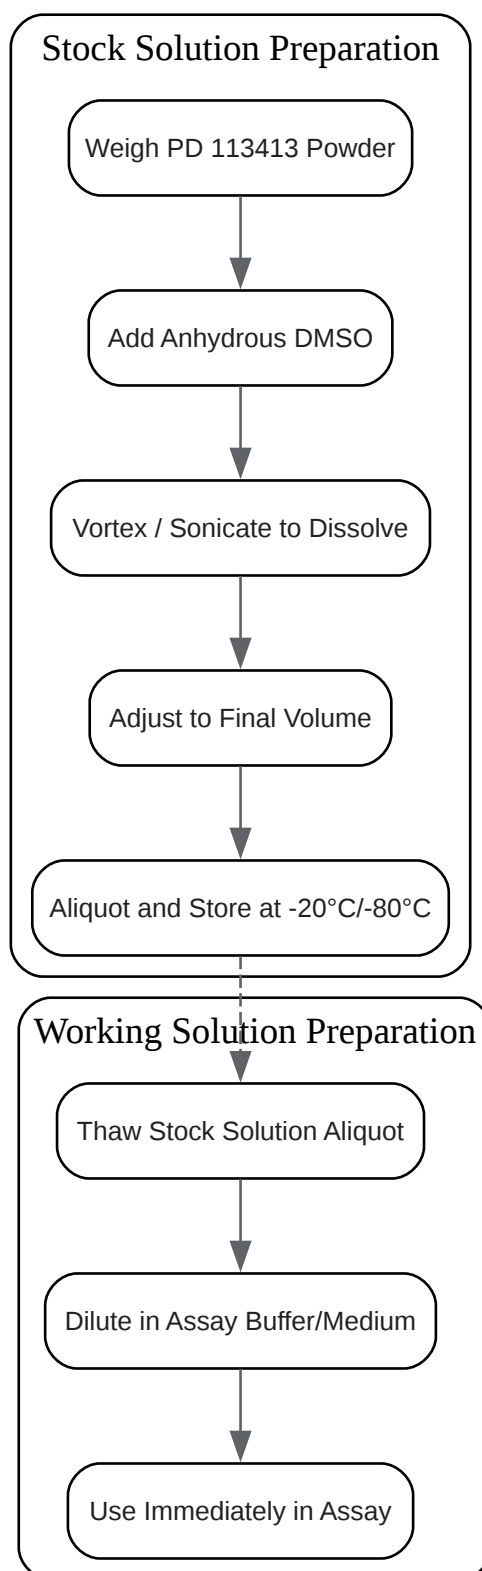 Stock Solution Preparation
Weigh PD 113413 Powder
Add Anhydrous DMSO
Vortex / Sonicate to Dissolve
Adjust to Final Volume
Aliquot and Store at -20°C/-80°C
Working Solution Preparation
Thaw Stock Solution Aliquot
Dilute in Assay Buffer/Medium
Use Immediately in Assay